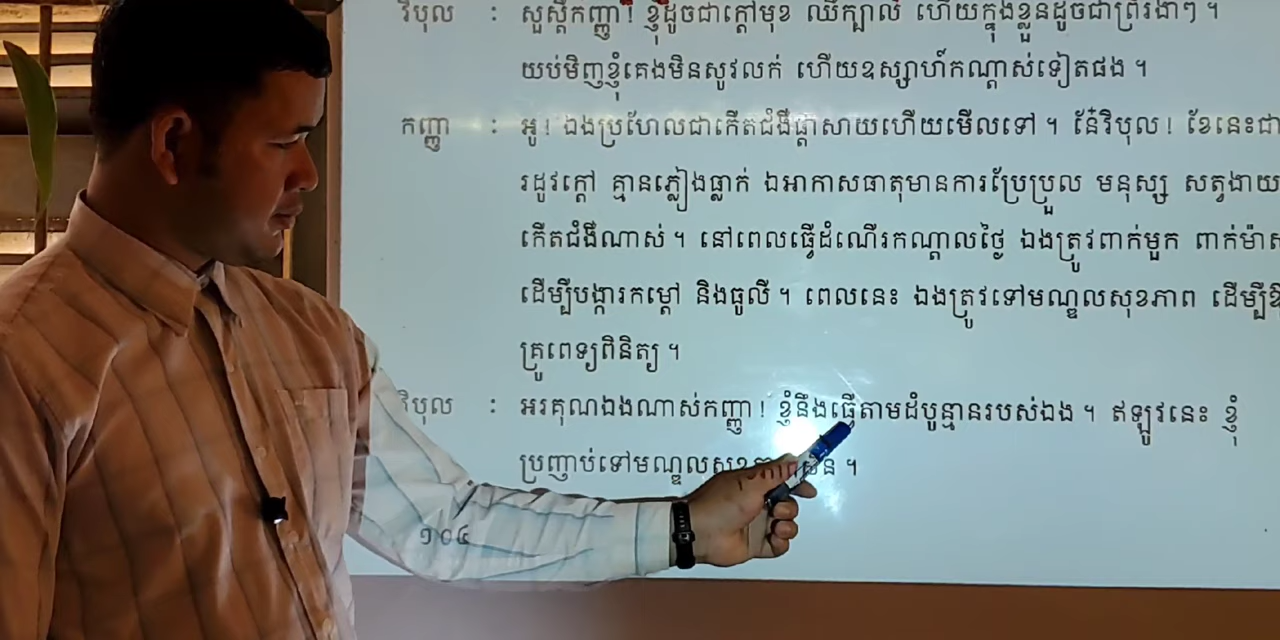 វិបុល : សួស្តីកញ្ញា ! ខ្ញុំដូចជាក្តៅមុខ ឈឺក្បាល ហើយក្នុងខ្លួនដូចជាព្រឺរងាៗ ។
យប់មិញខ្ញុំគេងមិនសូវលក់ ហើយឧស្សាហ៍កណ្តាស់ទៀតផង ។
កញ្ញា : អូ ! ឯងប្រហែលជាកើតជំងឺផ្តាសាយហើយមើលទៅ ។ នែ៎វិបុល ! ខែនេះជា
រដូវក្តៅ គ្មានភ្លៀងធ្លាក់ ឯអាកាសធាតុមានការប្រែប្រួល មនុស្ស សត្វងាយ
កើតជំងឺណាស់ ។ នៅពេលធ្វើដំណើរកណ្តាលថ្ងៃ ឯងត្រូវពាក់មួក ពាក់ម៉ាស
ដើម្បីបង្ការកម្តៅ និងធូលី ។ ពេលនេះ ឯងត្រូវទៅមណ្ឌលសុខភាព ដើម្បីឱ្យ
គ្រូពេទ្យពិនិត្យ ។
វិបុល : អរគុណឯងណាស់កញ្ញា ! ខ្ញុំនឹងធ្វើតាមដំបូន្មានរបស់ឯង ។ ឥឡូវនេះ ខ្ញុំ
ប្រញាប់ទៅមណ្ឌលសុខភាពសិន ។
១០៤